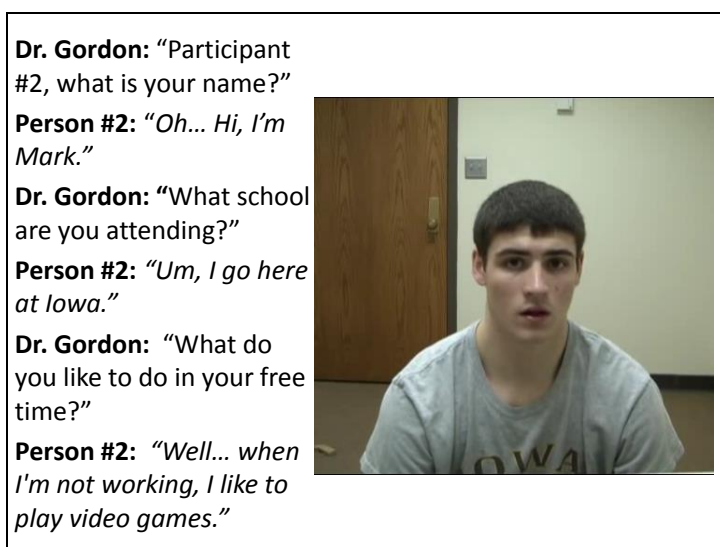 Dr. Gordon: “Participant
#2, what is your name?”
Person #2: “Oh… Hi, I’m
Mark.”
Dr. Gordon: “What school
are you attending?”
Person #2: “Um, I go here
at Iowa.”
Dr. Gordon: “What do
you like to do in your free
time?”
Person #2: “Well… when
I'm not working, I like to
play video games.”
IOWA